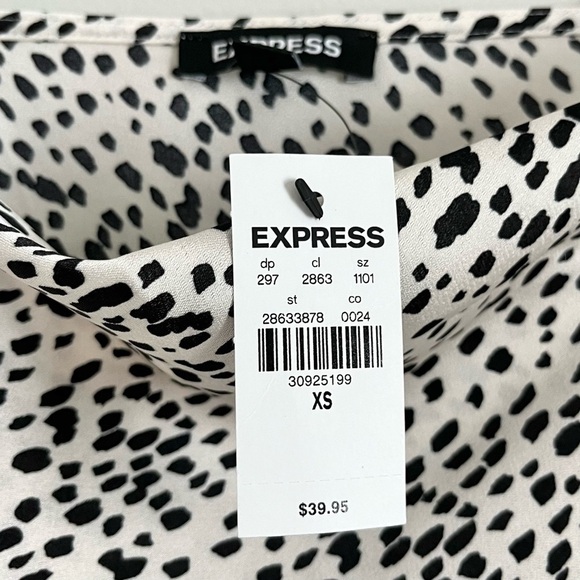 EXPRESS
EXPRESS
dp cl sz
297 2863 1101
st co
28633878 0024
30925199
XS
$39.95